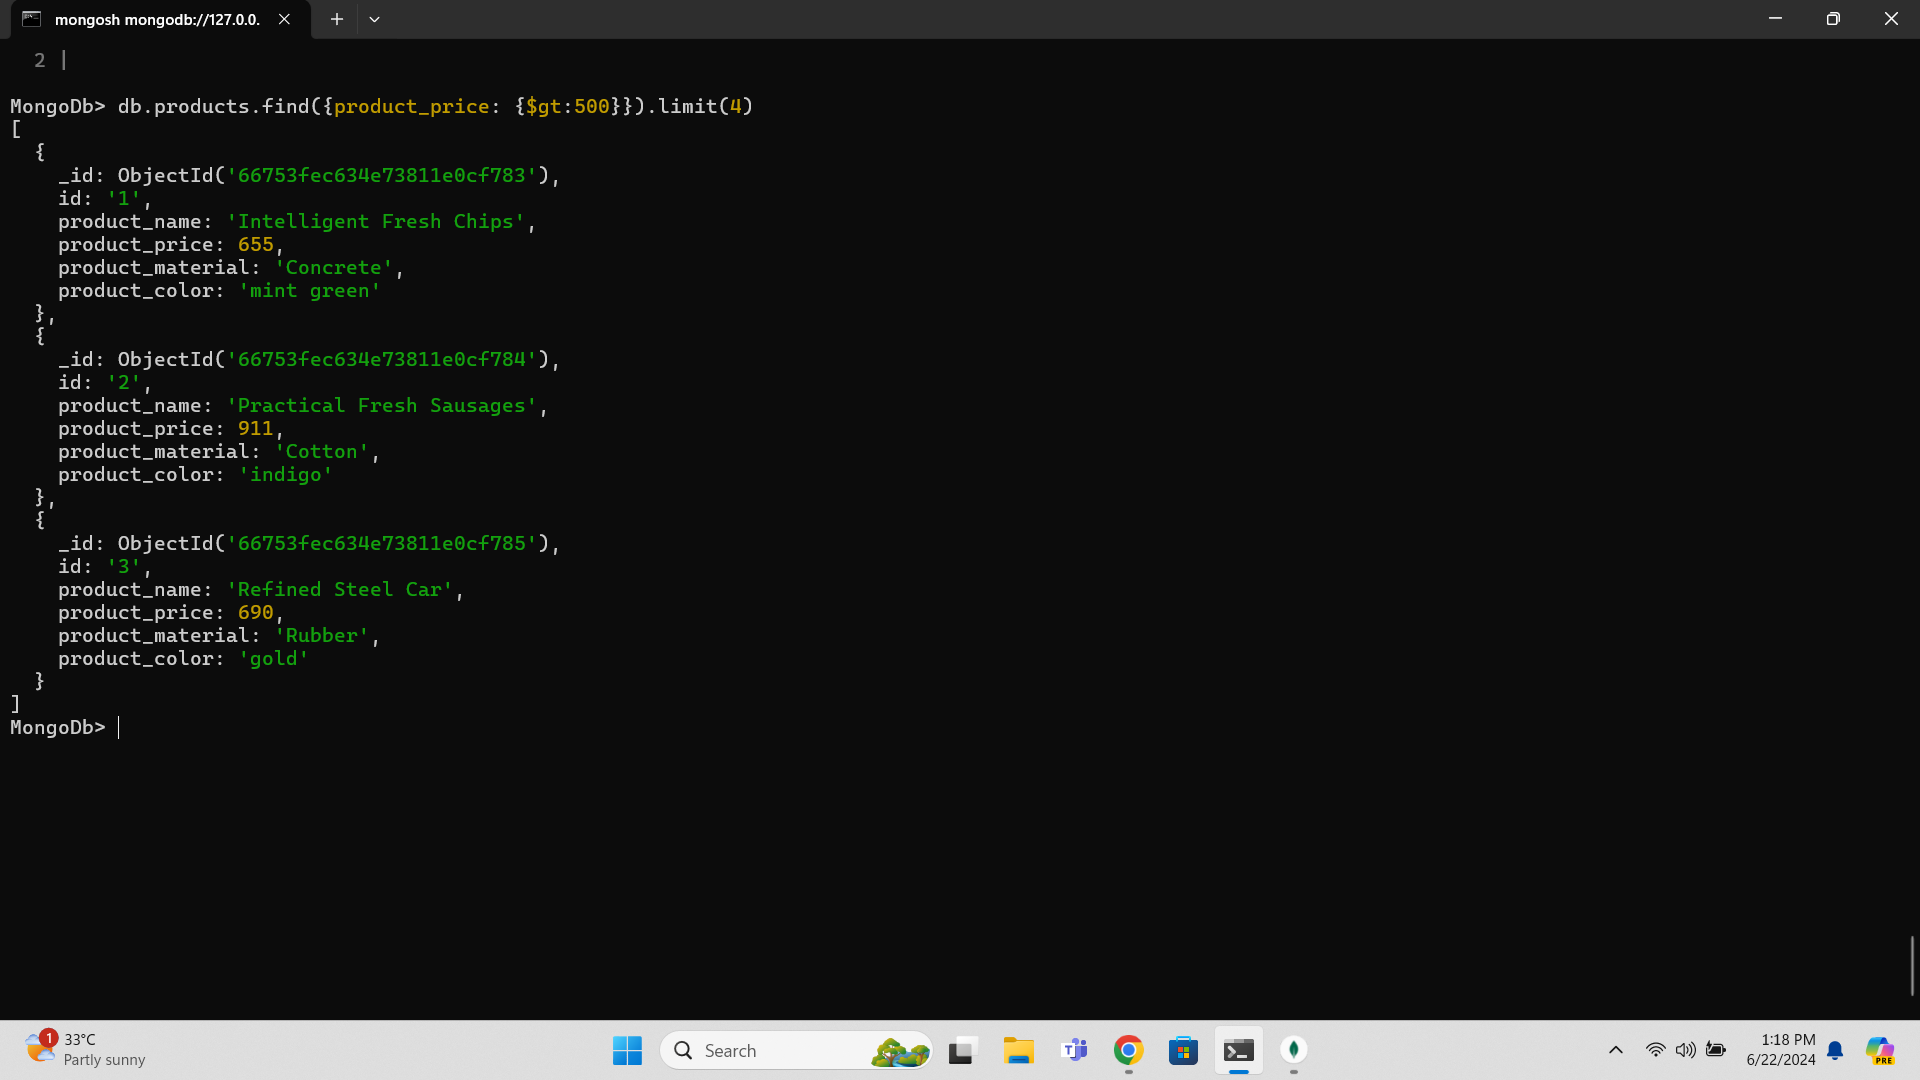 mongosh mongodb://127.0.0.
2 |
MongoDb> db.products.find({product_price: {$gt:500}}).limit(4)
[
  {
    _id: ObjectId('66753fec634e73811e0cf783'),
    id: '1',
    product_name: 'Intelligent Fresh Chips',
    product_price: 655,
    product_material: 'Concrete',
    product_color: 'mint green'
  },
  {
    _id: ObjectId('66753fec634e73811e0cf784'),
    id: '2',
    product_name: 'Practical Fresh Sausages',
    product_price: 911,
    product_material: 'Cotton',
    product_color: 'indigo'
  },
  {
    _id: ObjectId('66753fec634e73811e0cf785'),
    id: '3',
    product_name: 'Refined Steel Car',
    product_price: 690,
    product_material: 'Rubber',
    product_color: 'gold'
  }
]
MongoDb>
1
33°C
Partly sunny
Search
T
1:18 PM
6/22/2024
PRE